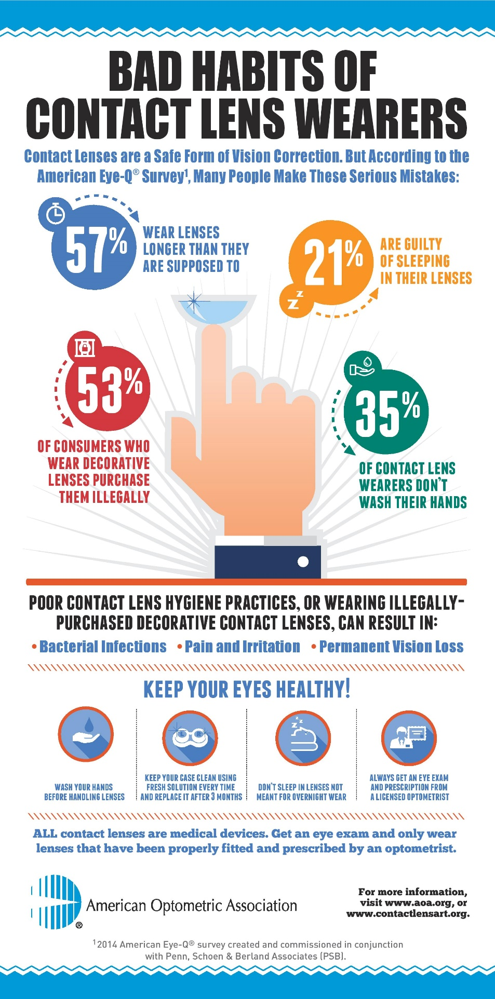 BAD HABITS OF
CONTACT LENS WEARERS
Contact Lenses are a Safe Form of Vision Correction. But According to the
American Eye-Q® Survey¹, Many People Make These Serious Mistakes:
57%
WEAR LENSES
LONGER THAN THEY
ARE SUPPOSED TO
21%
ARE GUILTY
OF SLEEPING
IN THEIR LENSES
Z
Z
53%
OF CONSUMERS WHO
WEAR DECORATIVE
LENSES PURCHASE
THEM ILLEGALLY
35%
OF CONTACT LENS
WEARERS DON'T
WASH THEIR HANDS
POOR CONTACT LENS HYGIENE PRACTICES, OR WEARING ILLEGALLY-
PURCHASED DECORATIVE CONTACT LENSES, CAN RESULT IN:
• Bacterial Infections • Pain and Irritation • Permanent Vision Loss
KEEP YOUR EYES HEALTHY!
L R
Z Z Z
WASH YOUR HANDS
BEFORE HANDLING LENSES
KEEP YOUR CASE CLEAN USING
FRESH SOLUTION EVERY TIME
AND REPLACE IT AFTER 3 MONTHS
DON'T SLEEP IN LENSES NOT
MEANT FOR OVERNIGHT WEAR
ALWAYS GET AN EYE EXAM
AND PRESCRIPTION FROM
A LICENSED OPTOMETRIST
ALL contact lenses are medical devices. Get an eye exam and only wear
lenses that have been properly fitted and prescribed by an optometrist.
American Optometric Association
®
For more information,
visit www.aoa.org, or
www.contactlensart.org.
¹ 2014 American Eye-Q® survey created and commissioned in conjunction
with Penn, Schoen & Berland Associates (PSB).